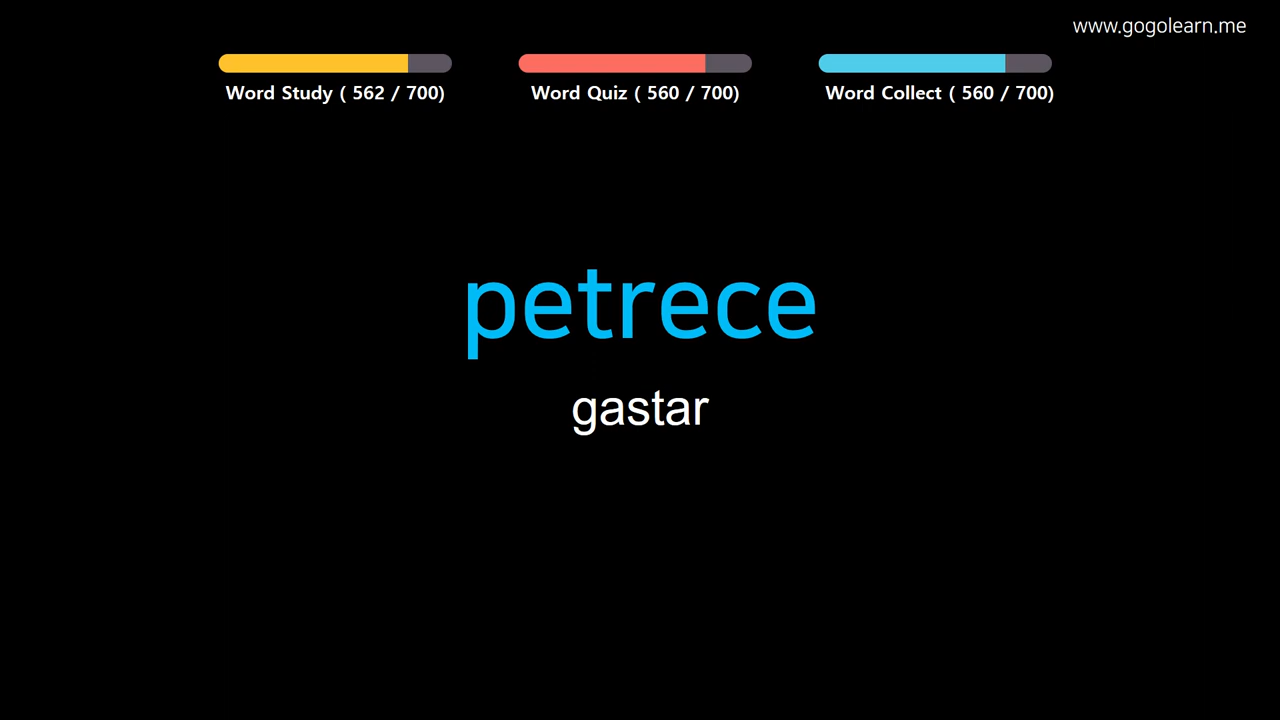 www.gogolearn.me
Word Study ( 562 / 700)
Word Quiz ( 560 / 700)
Word Collect ( 560 / 700)
petrece
gastar